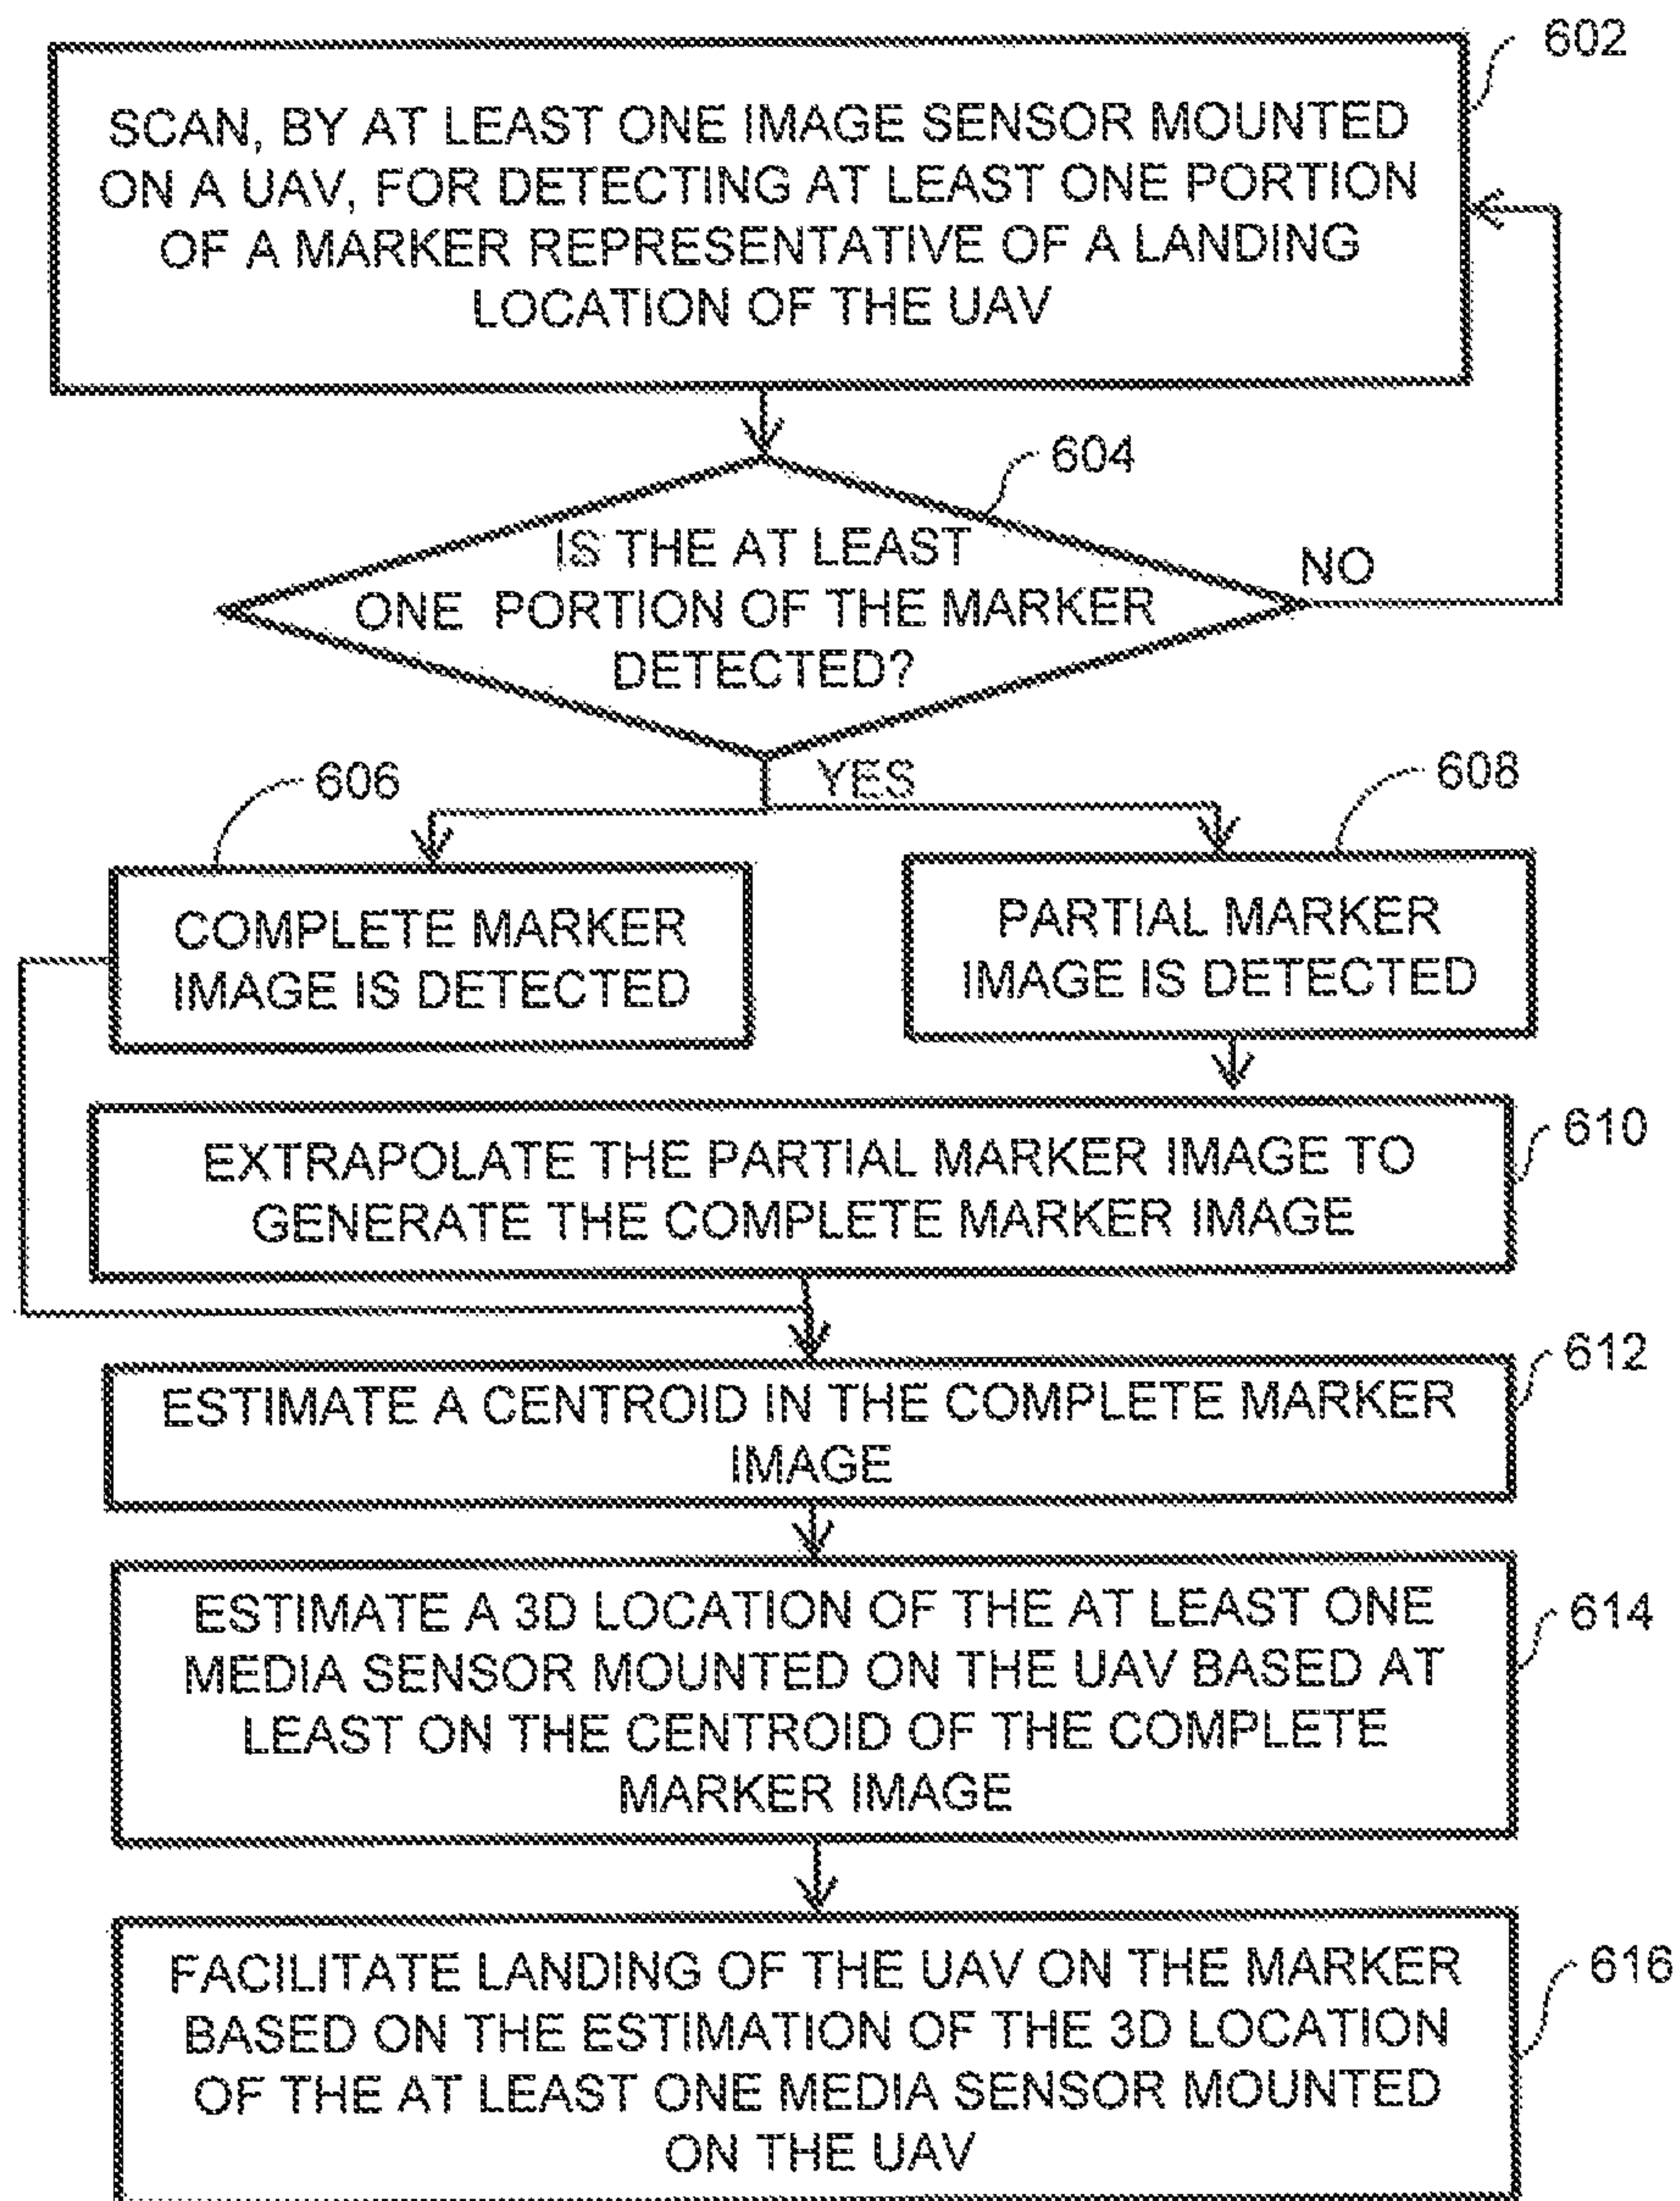 602
SCAN, BY AT LEAST ONE IMAGE SENSOR MOUNTED
ON A UAV, FOR DETECTING AT LEAST ONE PORTION
OF A MARKER REPRESENTATIVE OF A LANDING
LOCATION OF THE UAV
604
IS THE AT LEAST
ONE PORTION OF THE MARKER
DETECTED?
NO
YES
606
608
COMPLETE MARKER
IMAGE IS DETECTED
PARTIAL MARKER
IMAGE IS DETECTED
610
EXTRAPOLATE THE PARTIAL MARKER IMAGE TO
GENERATE THE COMPLETE MARKER IMAGE
612
ESTIMATE A CENTROID IN THE COMPLETE MARKER
IMAGE
614
ESTIMATE A 3D LOCATION OF THE AT LEAST ONE
MEDIA SENSOR MOUNTED ON THE UAV BASED AT
LEAST ON THE CENTROID OF THE COMPLETE
MARKER IMAGE
616
FACILITATE LANDING OF THE UAV ON THE MARKER
BASED ON THE ESTIMATION OF THE 3D LOCATION
OF THE AT LEAST ONE MEDIA SENSOR MOUNTED
ON THE UAV